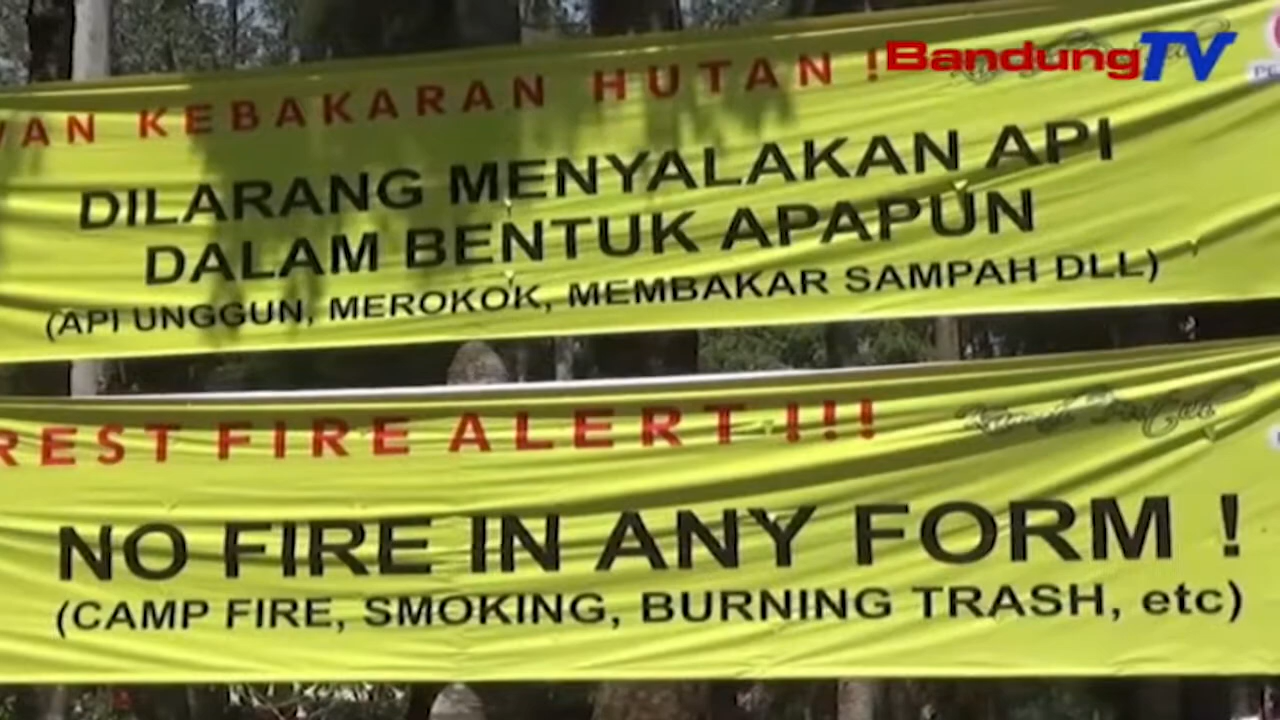 BandungTV
KEBAKARAN HUTAN !
DILARANG MENYALAKAN API
DALAM BENTUK APAPUN
(API UNGGUN, MEROKOK, MEMBAKAR SAMPAH DLL)
REST FIRE ALERT !!!
NO FIRE IN ANY FORM !
(CAMP FIRE, SMOKING, BURNING TRASH, etc)